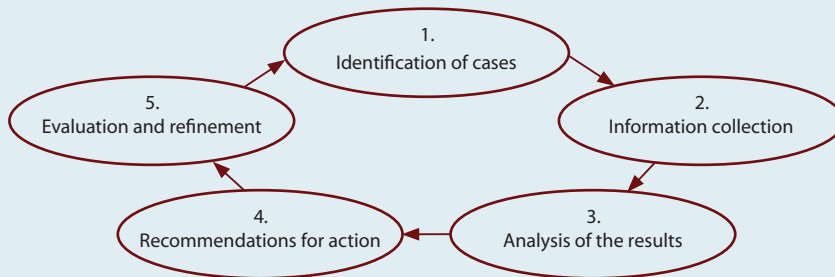 1.
Identification of cases
2.
Information collection
3.
Analysis of the results
4.
Recommendations for action
5.
Evaluation and refinement